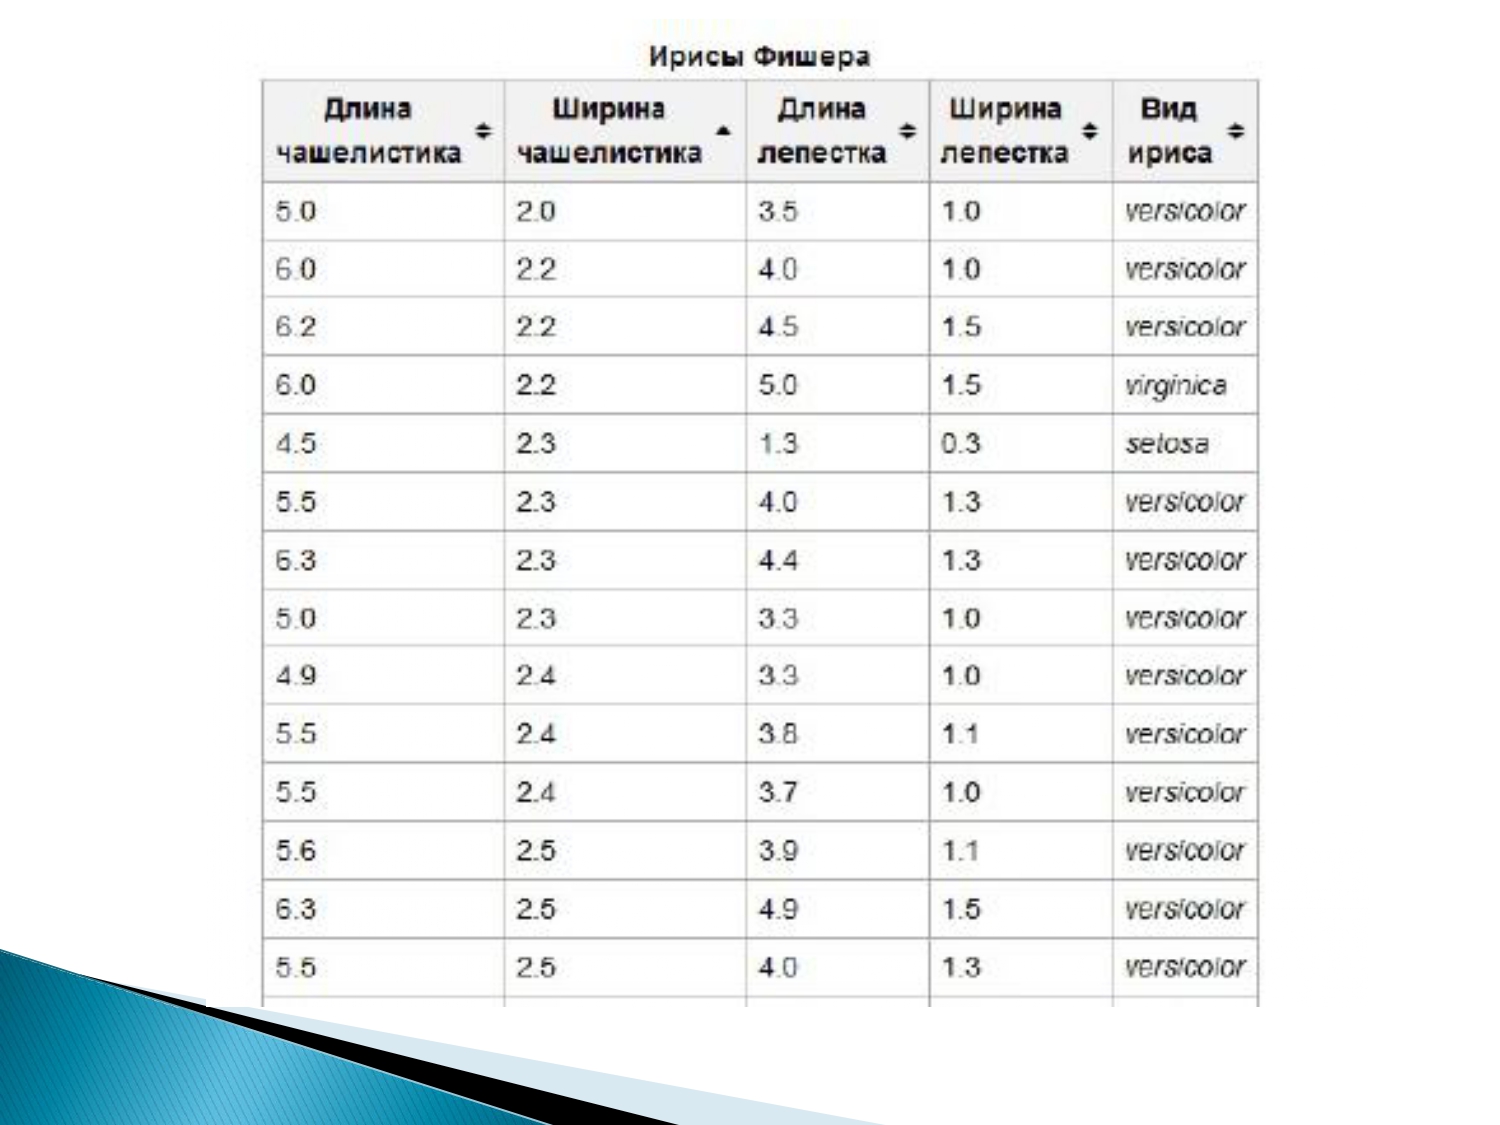 Ирисы Фишера
Длина чашелистика Ширина чашелистика Длина лепестка Ширина лепестка Вид ириса
5.0 2.0 3.5 1.0 versicolor
6.0 2.2 4.0 1.0 versicolor
6.2 2.2 4.5 1.5 versicolor
6.0 2.2 5.0 1.5 virginica
4.5 2.3 1.3 0.3 setosa
5.5 2.3 4.0 1.3 versicolor
6.3 2.3 4.4 1.3 versicolor
5.0 2.3 3.3 1.0 versicolor
4.9 2.4 3.3 1.0 versicolor
5.5 2.4 3.8 1.1 versicolor
5.5 2.4 3.7 1.0 versicolor
5.6 2.5 3.9 1.1 versicolor
6.3 2.5 4.9 1.5 versicolor
5.5 2.5 4.0 1.3 versicolor